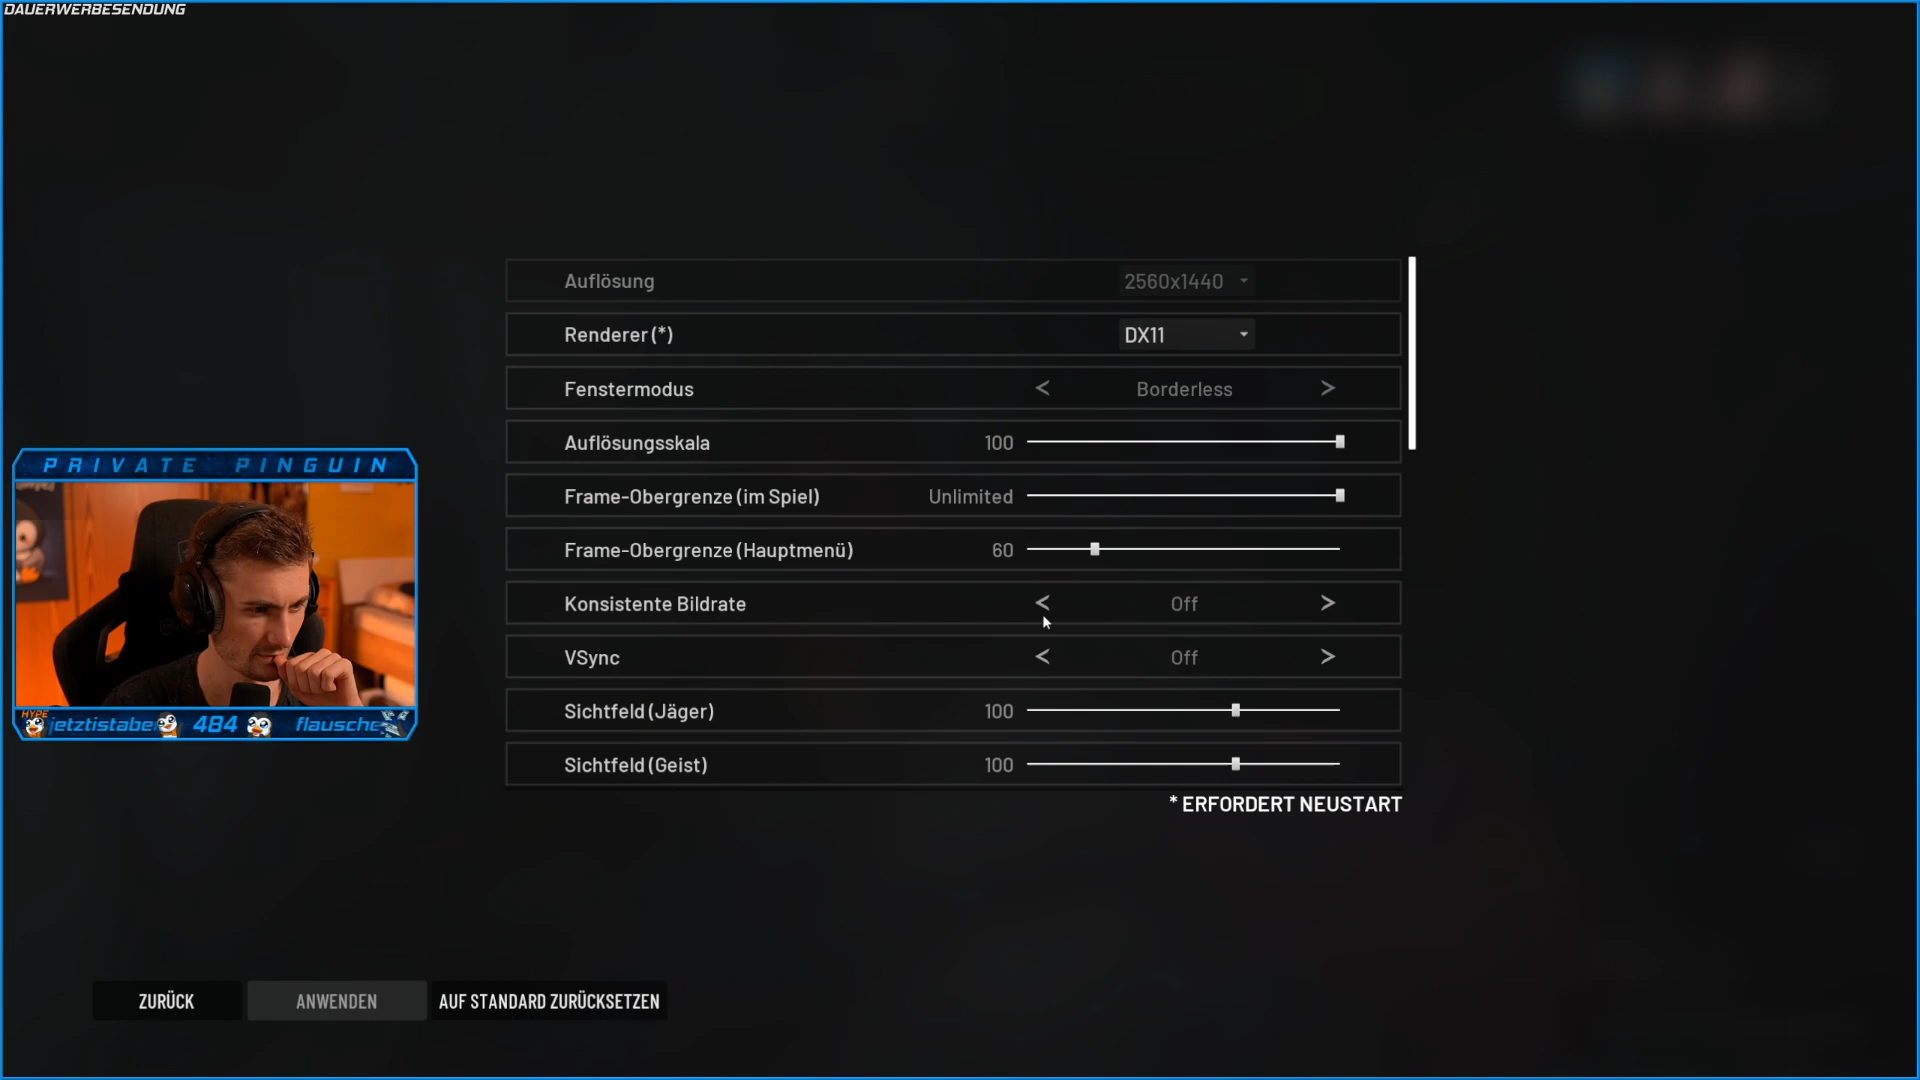 DAUERWERBESENDUNG
Auflösung 2560x1440
Renderer (*) DX11
Fenstermodus < Borderless >
Auflösungsskala 100
Frame-Obergrenze (im Spiel) Unlimited
Frame-Obergrenze (Hauptmenü) 60
Konsistente Bildrate < Off >
VSync < Off >
Sichtfeld (Jäger) 100
Sichtfeld (Geist) 100
* ERFORDERT NEUSTART
PRIVATE PINGUIN
HYPE
jetztistabe 484 flausche
ZURÜCK ANWENDEN AUF STANDARD ZURÜCKSETZEN